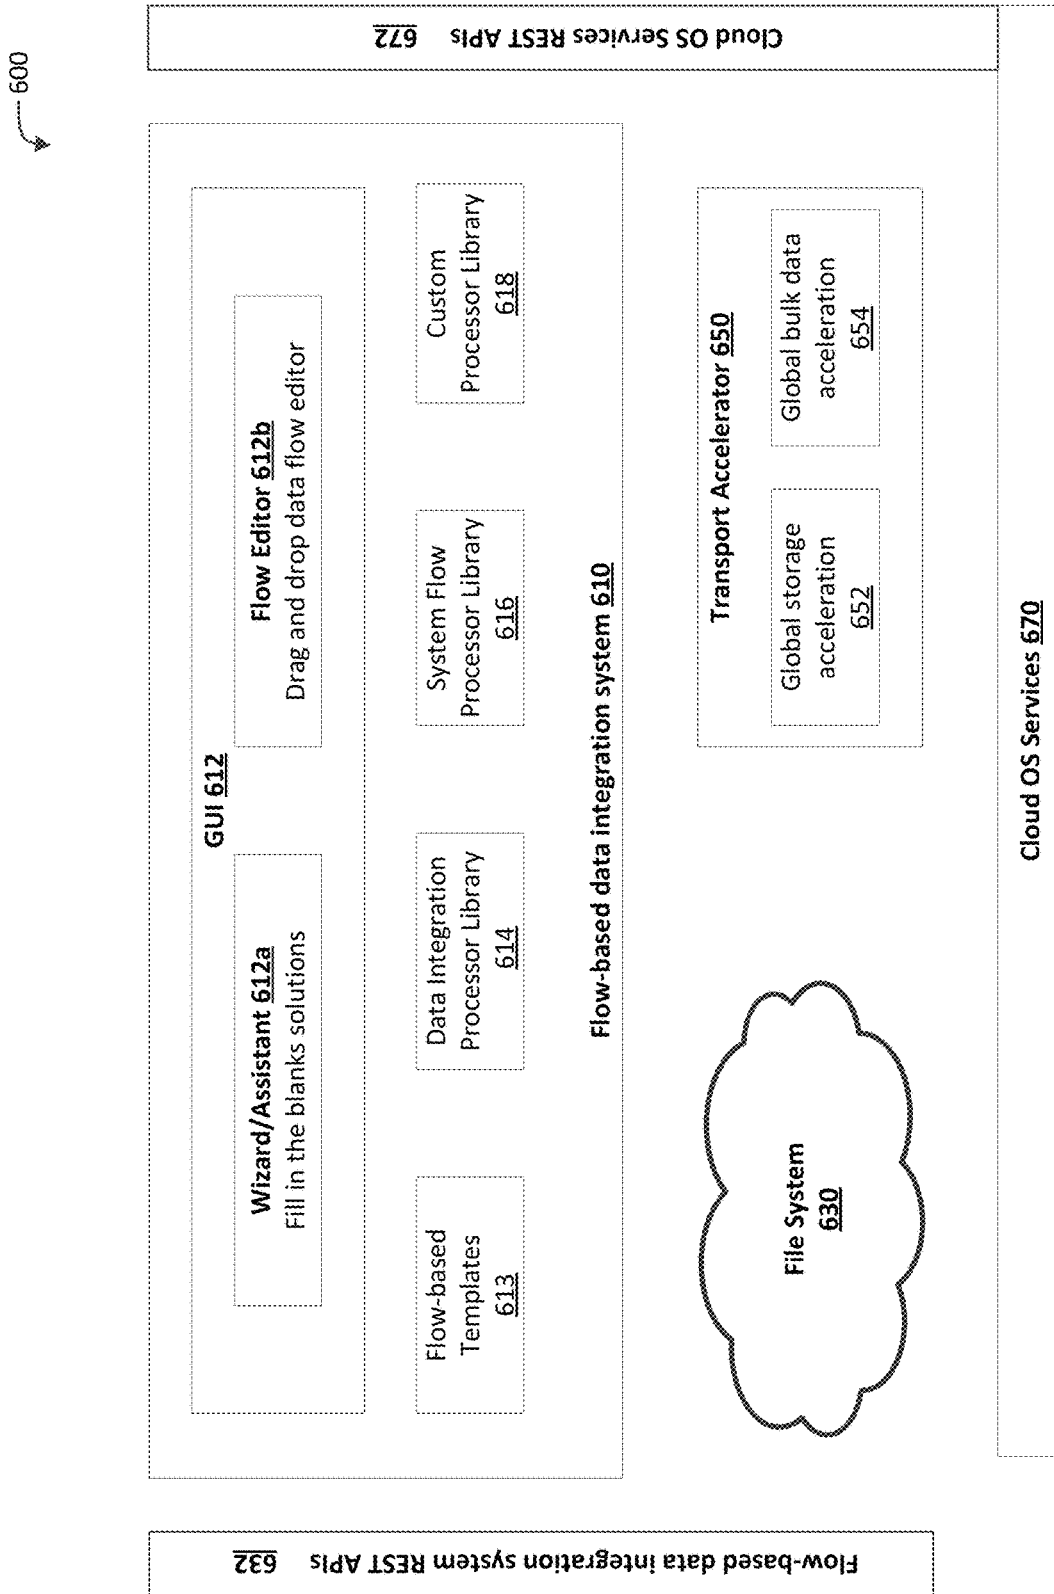 600
GUI 612
Wizard/Assistant 612a
Fill in the blanks solutions
Flow Editor 612b
Drag and drop data flow editor
Flow-based
Templates
613
Data Integration
Processor Library
614
System Flow
Processor Library
616
Custom
Processor Library
618
Flow-based data integration system 610
File System
630
Transport Accelerator 650
Global storage
acceleration
652
Global bulk data
acceleration
654
Cloud OS Services 670
Flow-based data integration system REST APIs 632
Cloud OS Services REST APIs 672